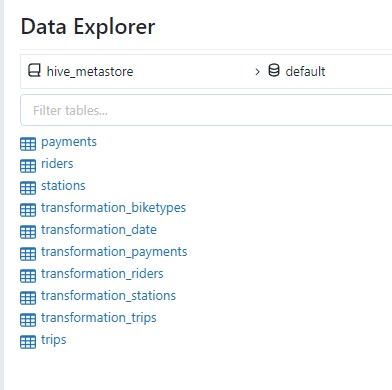 Data Explorer
hive_metastore > default
Filter tables...
payments
riders
stations
transformation_biketypes
transformation_date
transformation_payments
transformation_riders
transformation_stations
transformation_trips
trips